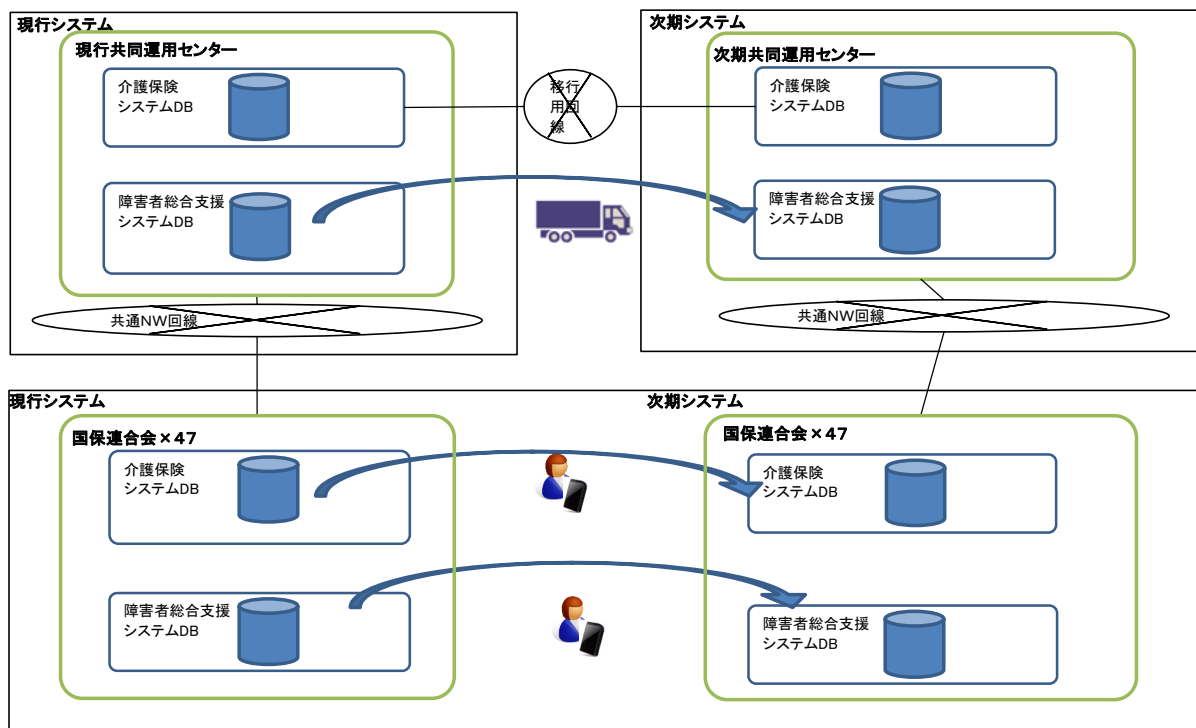 現行システム
現行共同運用センター
介護保険
システムDB
障害者総合支援
システムDB
共通NW回線
移行
用回
線
次期システム
次期共同運用センター
介護保険
システムDB
障害者総合支援
システムDB
共通NW回線
現行システム
国保連合会×47
介護保険
システムDB
障害者総合支援
システムDB
次期システム
国保連合会×47
介護保険
システムDB
障害者総合支援
システムDB